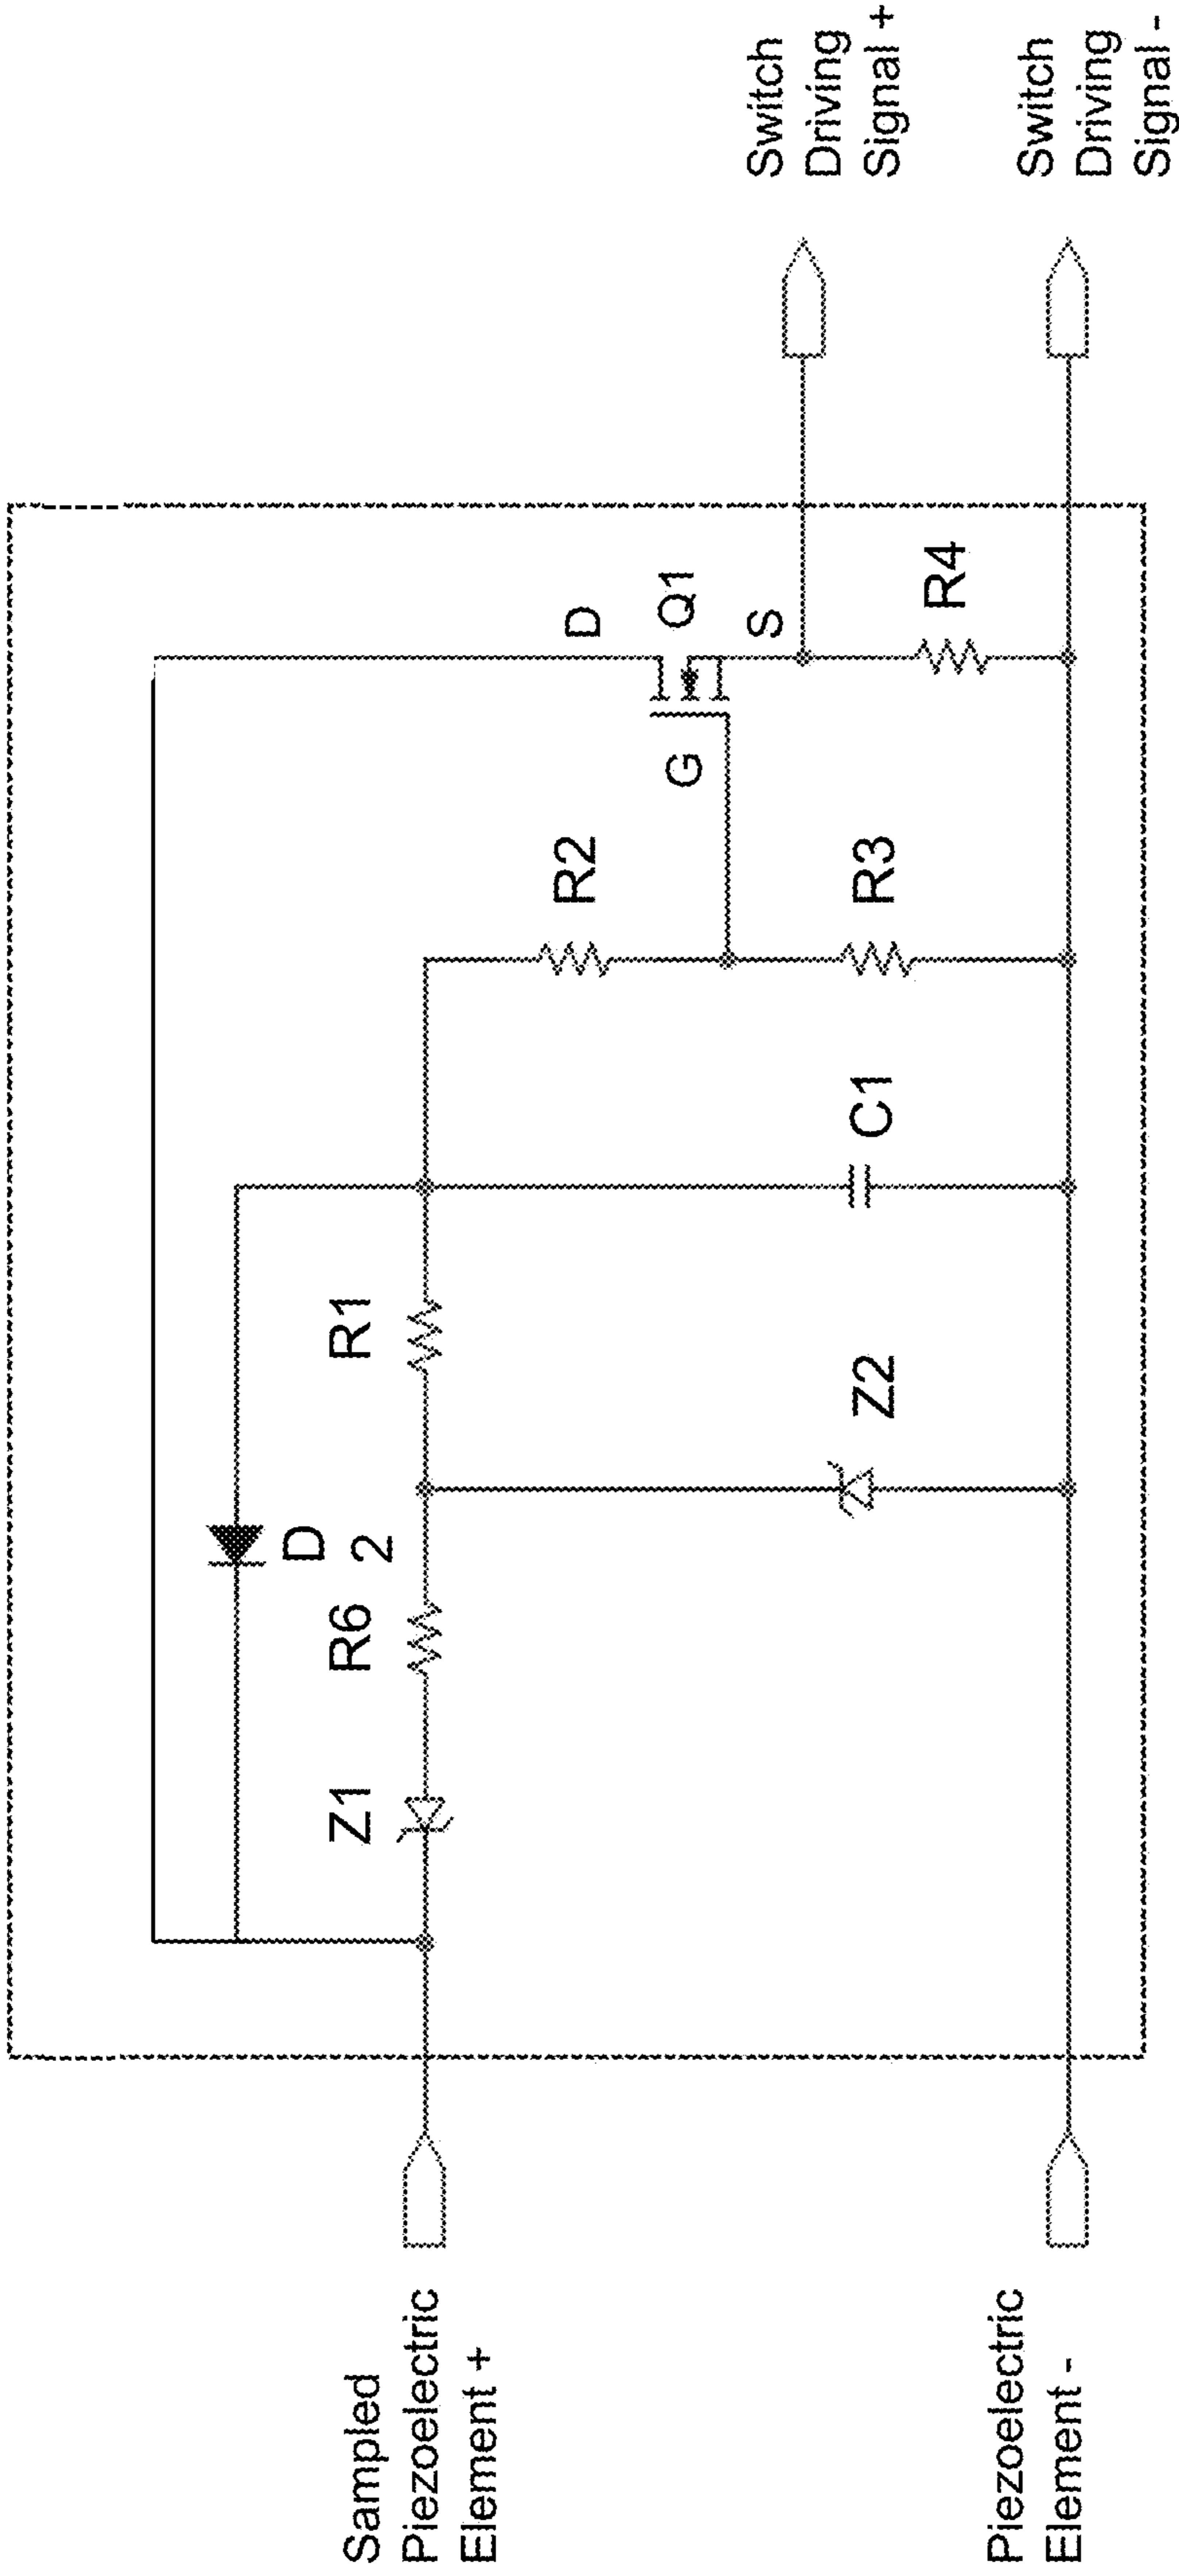 Sampled
Piezoelectric
Element +
Piezoelectric
Element -
Z1
R6
D
2
R1
Z2
C1
R2
R3
G
D
Q1
S
R4
Switch
Driving
Signal +
Switch
Driving
Signal -